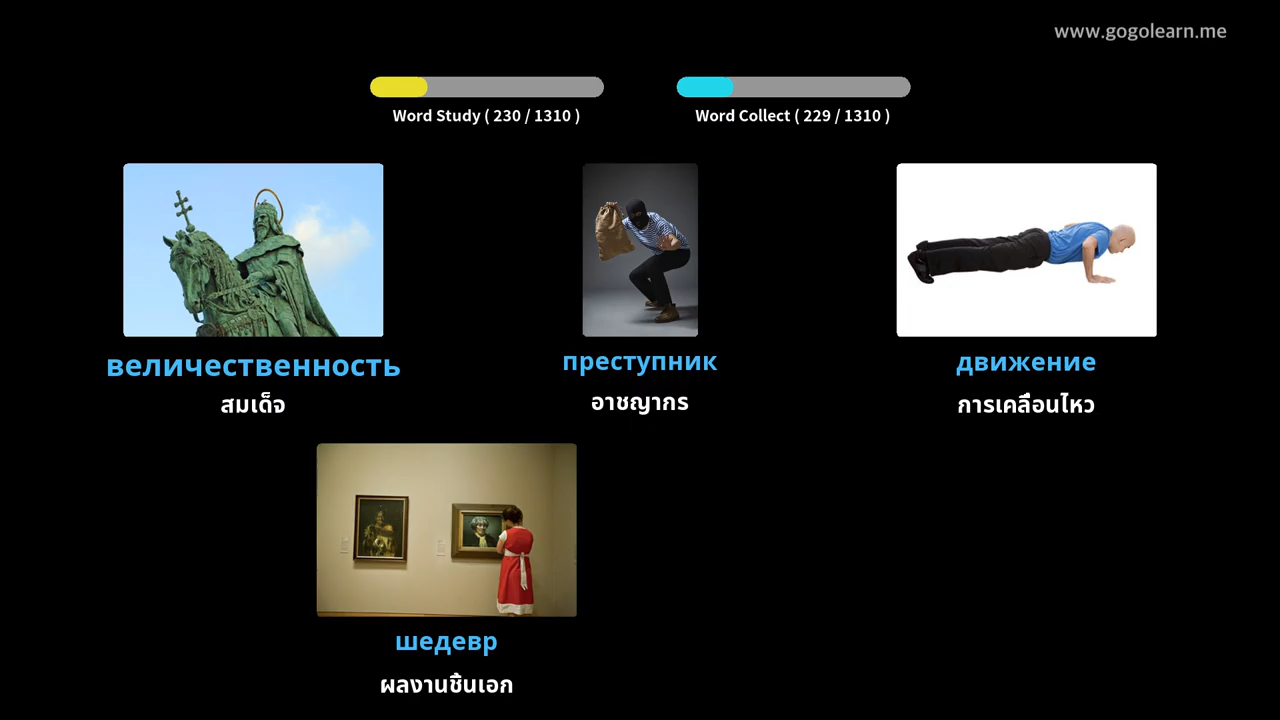 www.gogolearn.me
Word Study ( 230 / 1310 )
Word Collect ( 229 / 1310 )
величественность
สมเด็จ
преступник
อาชญากร
движение
การเคลื่อนไหว
шедевр
ผลงานชิ้นเอก